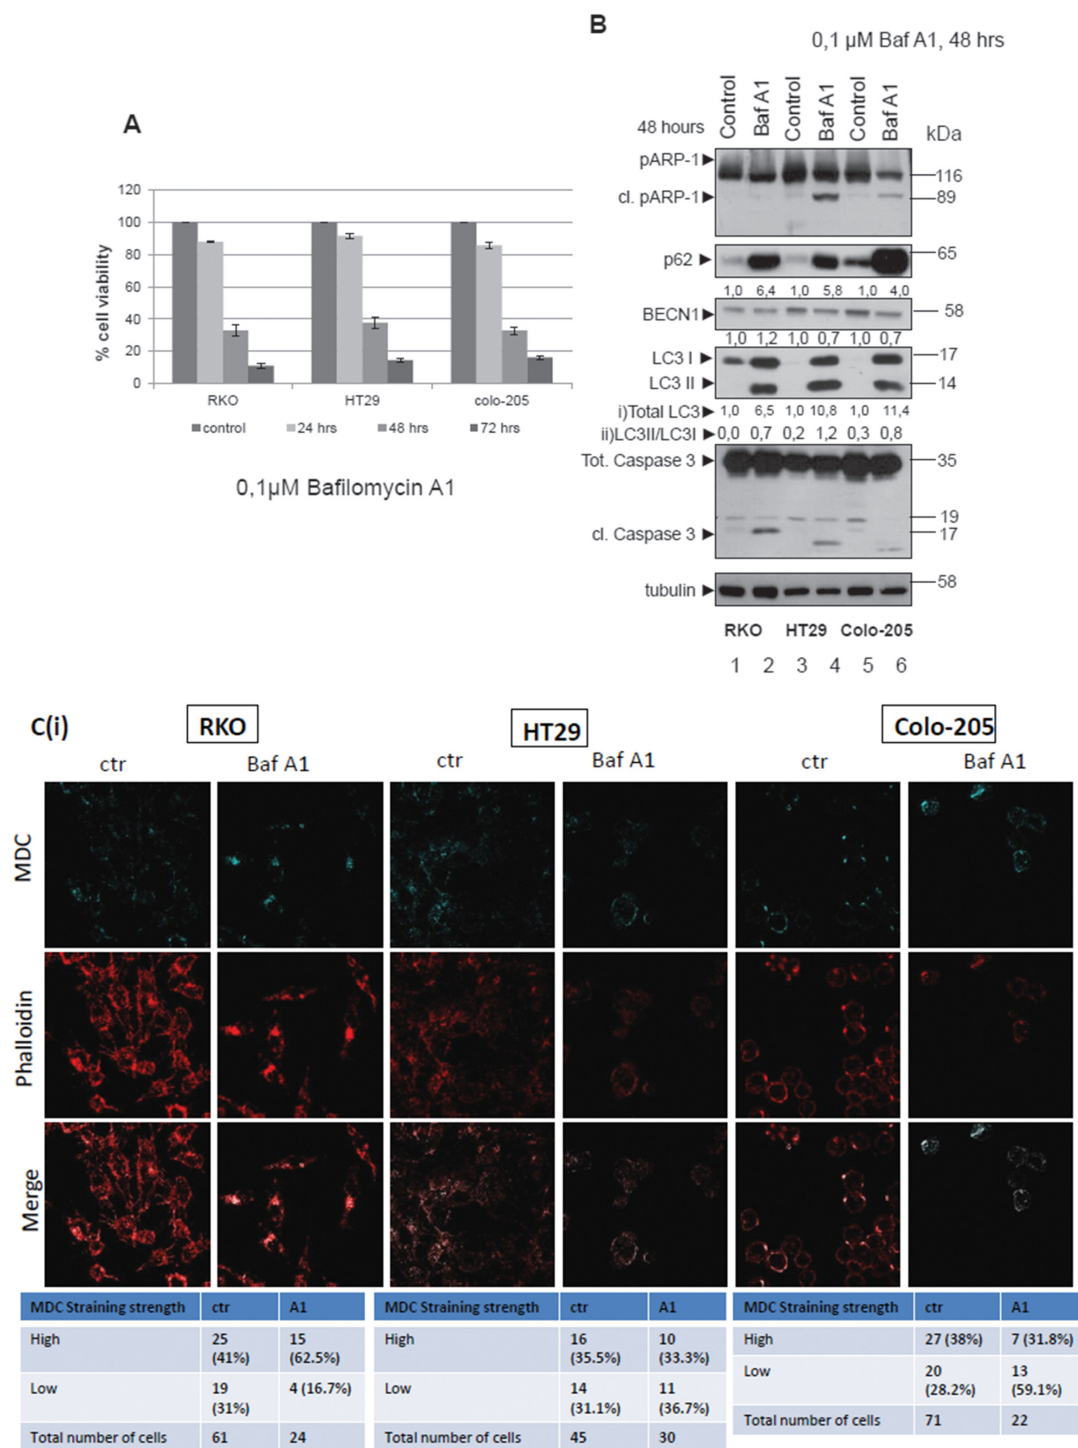 A
120
100
80
60
40
20
0
% cell viability
RKO HT29 colo-205
control 24 hrs 48 hrs 72 hrs
0,1µM Bafilomycin A1
B
0,1 µM Baf A1, 48 hrs
Control Baf A1 Control Baf A1 Control Baf A1
48 hours kDa
pARP-1 116
cl. pARP-1 89
p62 65
1,0 6,4 1,0 5,8 1,0 4,0
BECN1 58
1,0 1,2 1,0 0,7 1,0 0,7
LC3 I 17
LC3 II 14
i)Total LC3 1,0 6,5 1,0 10,8 1,0 11,4
ii)LC3II/LC3I 0,0 0,7 0,2 1,2 0,3 0,8
Tot. Caspase 3 35
19
cl. Caspase 3 17
tubulin 58
RKO HT29 Colo-205
1 2 3 4 5 6
C(i) RKO HT29 Colo-205
ctr Baf A1 ctr Baf A1 ctr Baf A1
MDC
Phalloidin
Merge
MDC Straining strength ctr A1
High 25 (41%) 15 (62.5%)
Low 19 (31%) 4 (16.7%)
Total number of cells 61 24
MDC Straining strength ctr A1
High 16 (35.5%) 10 (33.3%)
Low 14 (31.1%) 11 (36.7%)
Total number of cells 45 30
MDC Straining strength ctr A1
High 27 (38%) 7 (31.8%)
Low 20 (28.2%) 13 (59.1%)
Total number of cells 71 22